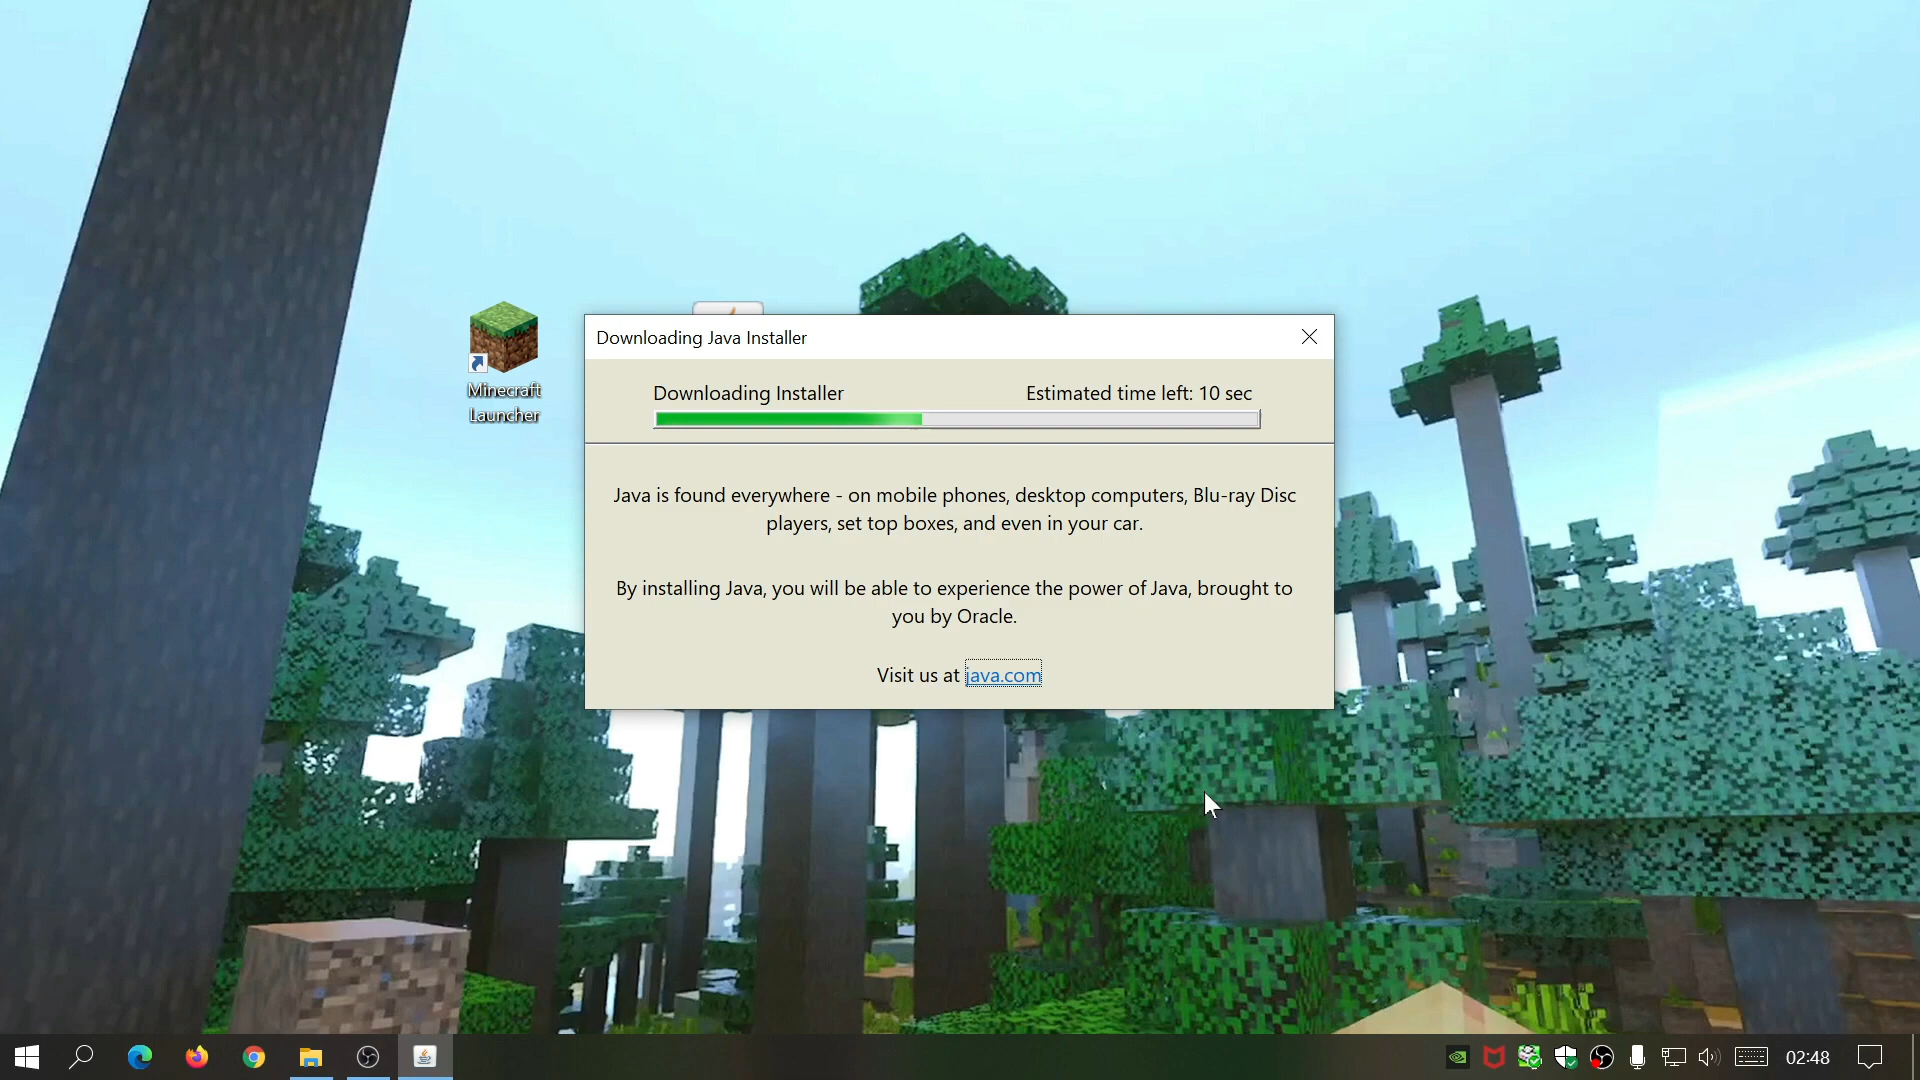 Minecraft
Launcher
Downloading Java Installer
Downloading Installer
Estimated time left: 10 sec
Java is found everywhere - on mobile phones, desktop computers, Blu-ray Disc
players, set top boxes, and even in your car.
By installing Java, you will be able to experience the power of Java, brought to
you by Oracle.
Visit us at java.com
02:48